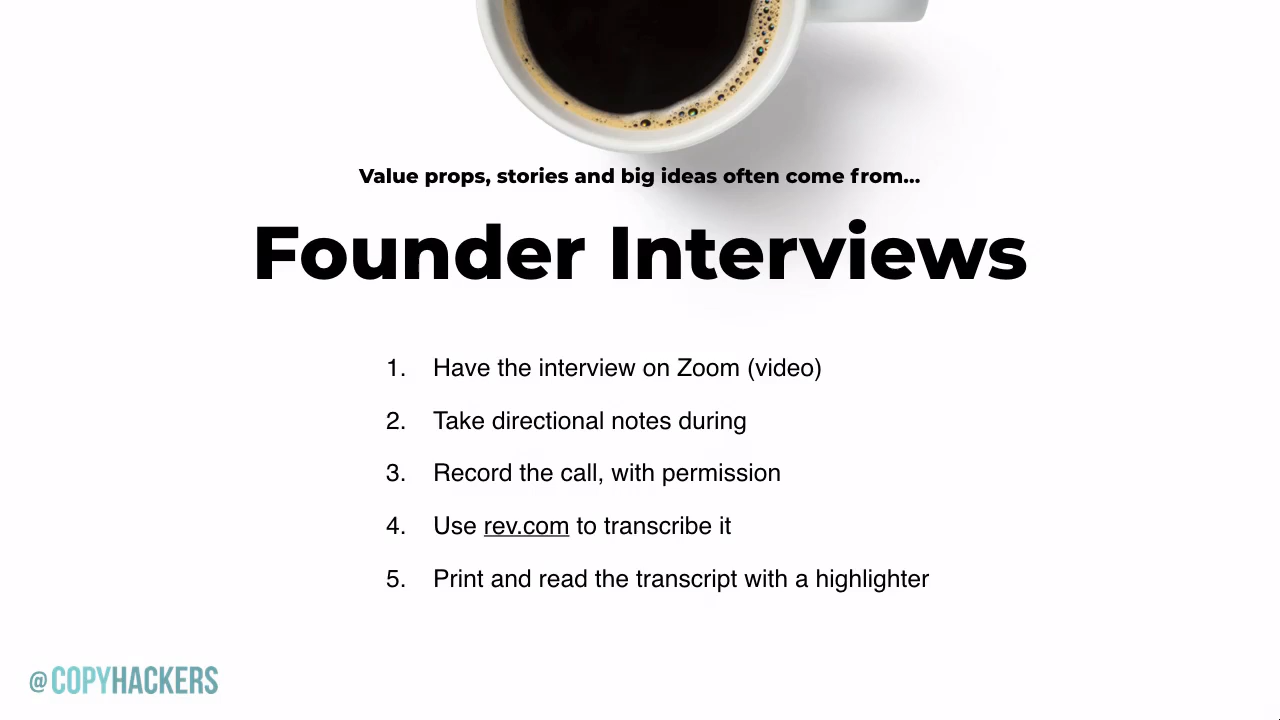 Value props, stories and big ideas often come from...
Founder Interviews
1. Have the interview on Zoom (video)
2. Take directional notes during
3. Record the call, with permission
4. Use rev.com to transcribe it
5. Print and read the transcript with a highlighter
@COPYHACKERS